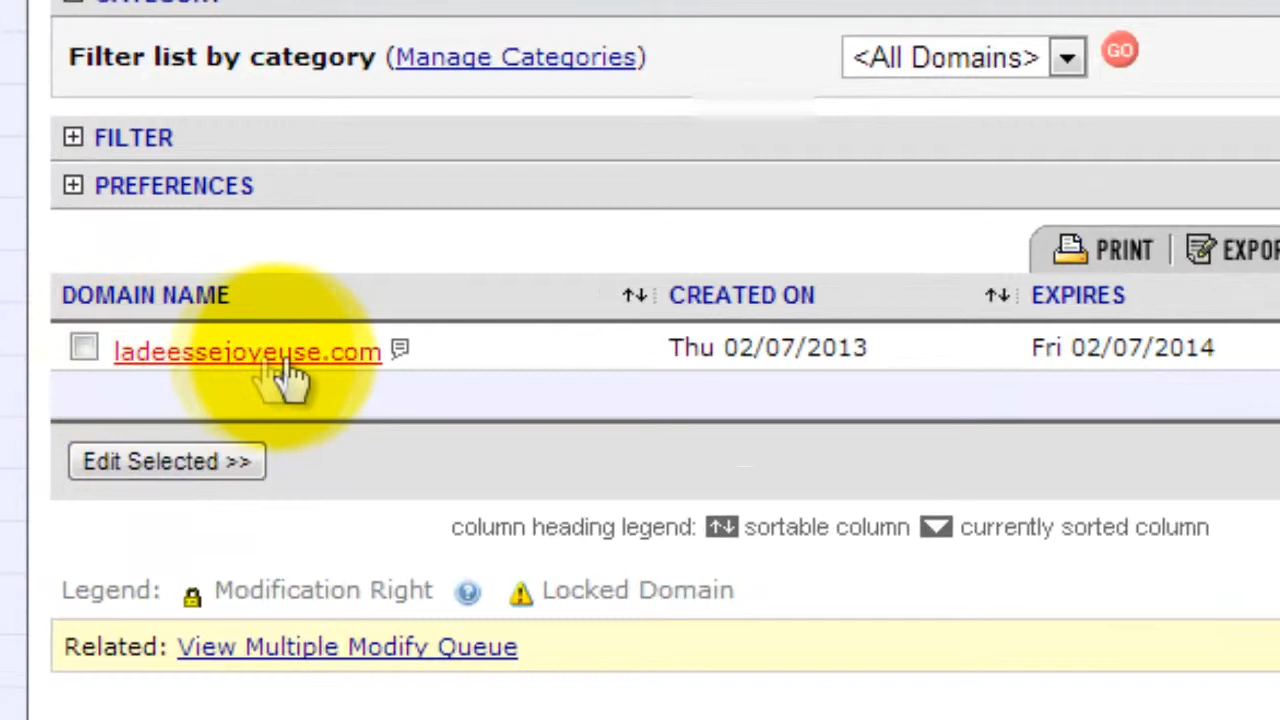 Filter list by category (Manage Categories)
<All Domains>
GO
FILTER
PREFERENCES
PRINT
DOMAIN NAME
CREATED ON
EXPIRES
ladeessejoyeuse.com
Thu 02/07/2013
Fri 02/07/2014
Edit Selected >>
column heading legend: sortable column currently sorted column
Legend: Modification Right Locked Domain
Related: View Multiple Modify Queue